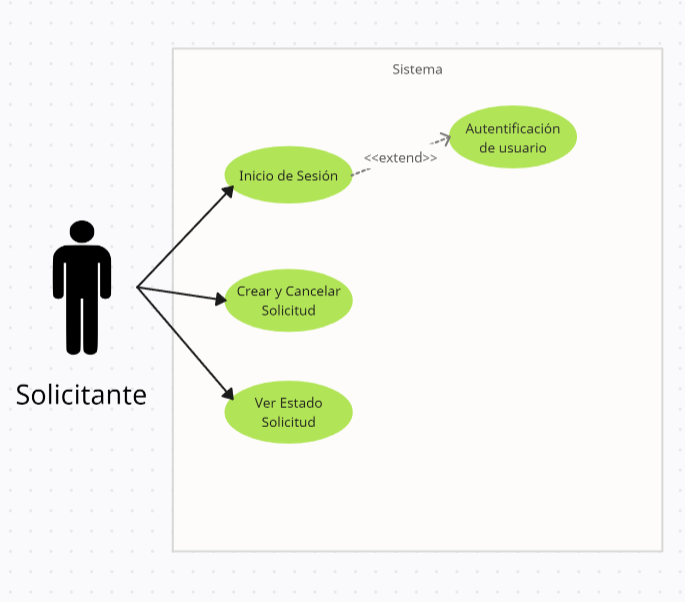 Sistema
Autentificación
de usuario
<<extend>>
Inicio de Sesión
Crear y Cancelar
Solicitud
Solicitante
Ver Estado
Solicitud